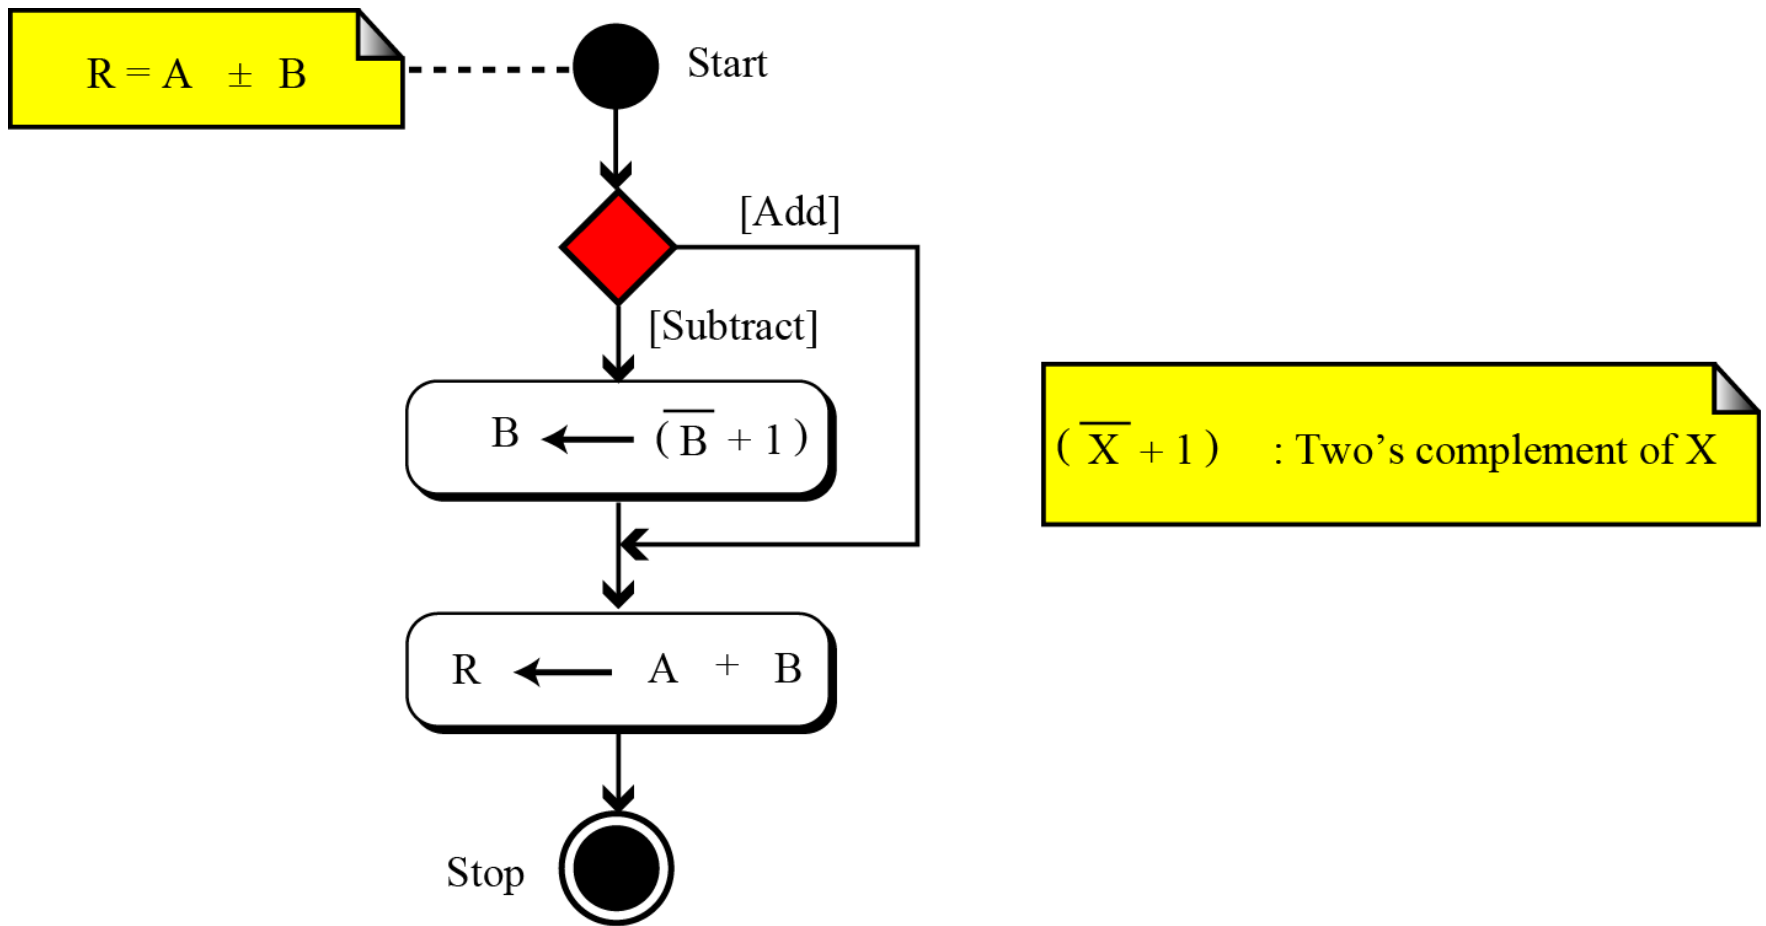 R = A ± B
Start
[Add]
[Subtract]
B ← ( B̅ + 1 )
( X̅ + 1 ) : Two’s complement of X
R ← A + B
Stop